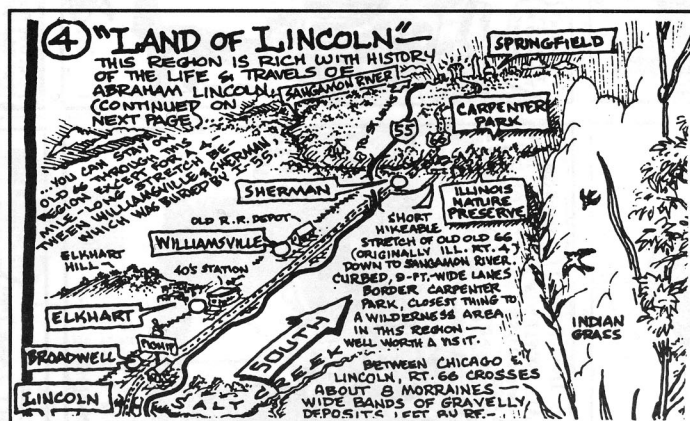 ④ "LAND OF LINCOLN"—
THIS REGION IS RICH WITH HISTORY
OF THE LIFE & TRAVELS OF
ABRAHAM LINCOLN
(CONTINUED ON
NEXT PAGE)
...YOU CAN STAY ON
OLD 66 THROUGH THIS
REGION EXCEPT FOR A 4-
MILE LONG STRETCH BE-
TWEEN WILLIAMSVILLE & SHERMAN,
WHICH WAS BURIED BY 55.
SANGAMON RIVER
SPRINGFIELD
55
CARPENTER
PARK
SHERMAN
ILLINOIS
NATURE
PRESERVE
OLD R.R. DEPOT
WILLIAMSVILLE
SHORT
HIKEABLE
STRETCH OF OLD OLD 66
(ORIGINALLY ILL. RT. 4)
DOWN TO SANGAMON RIVER.
CURBED, 9-FT.-WIDE LANES
BORDER CARPENTER
PARK, CLOSEST THING TO
A WILDERNESS AREA
IN THIS REGION—
WELL WORTH A VISIT.
ELKHART
HILL
40'S STATION
ELKHART
BROADWELL
LINCOLN
SOUTH
SALT CREEK
INDIAN
GRASS
BETWEEN CHICAGO &
LINCOLN, RT. 66 CROSSES
ABOUT 8 MORRAINES—
WIDE BANDS OF GRAVELLY
DEPOSITS LEFT BY RE-